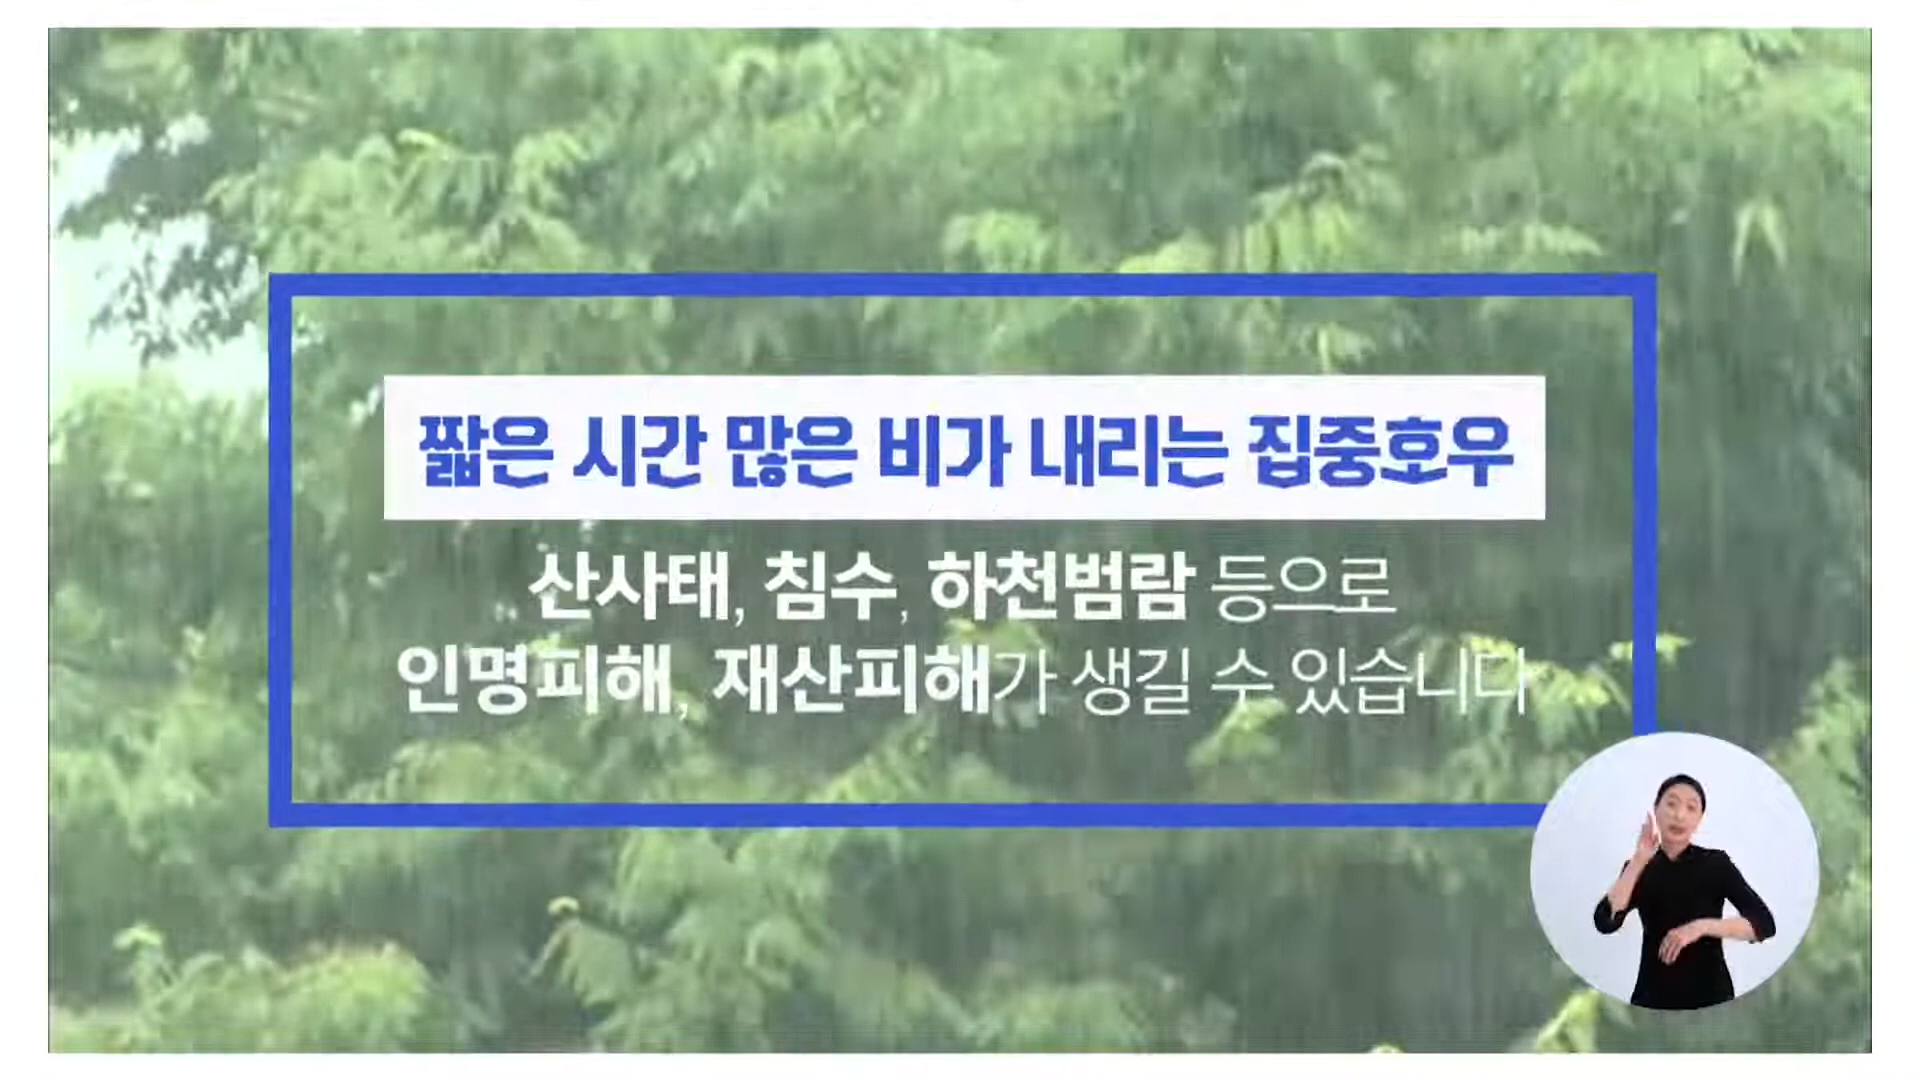 짧은 시간 많은 비가 내리는 집중호우
산사태, 침수, 하천범람 등으로
인명피해, 재산피해가 생길 수 있습니다